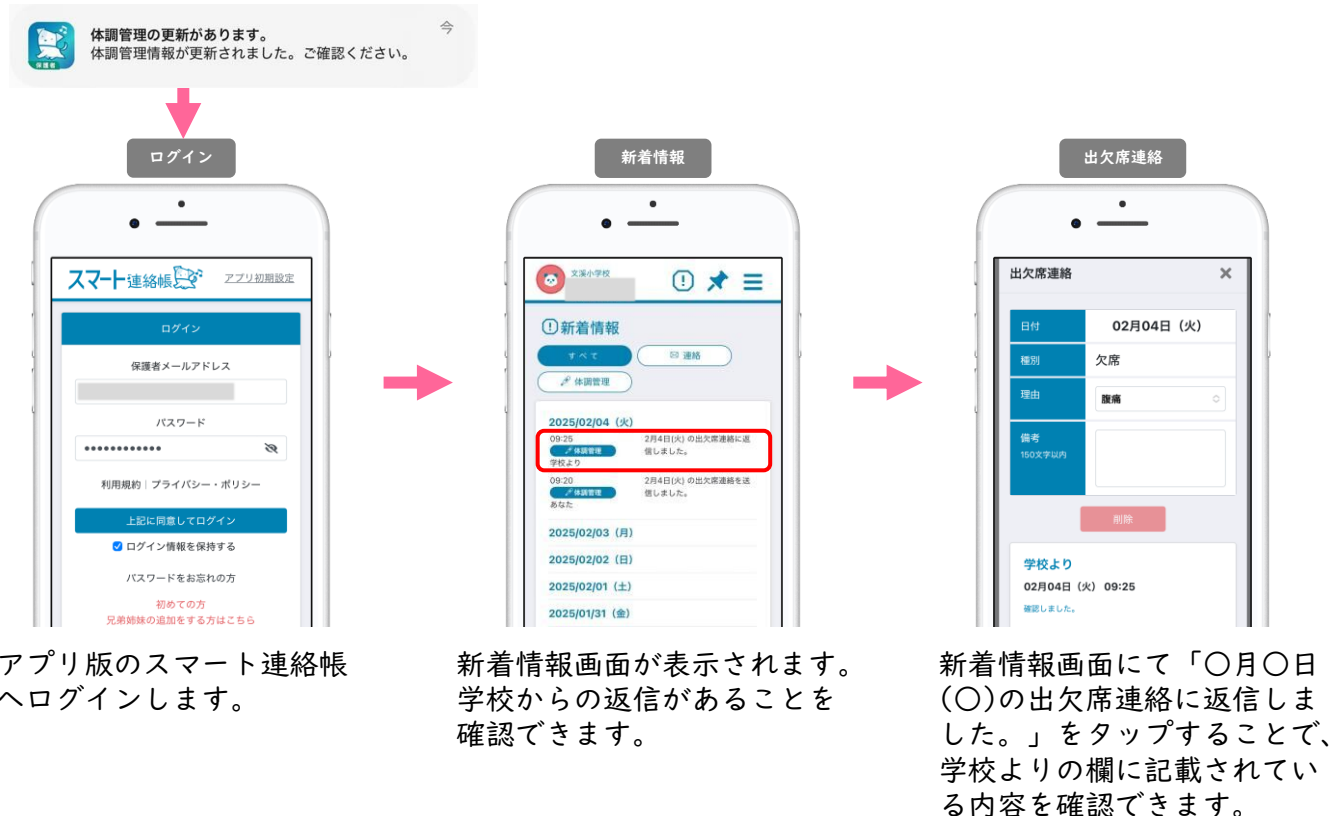 体調管理の更新があります。
今
体調管理情報が更新されました。ご確認ください。
保護者
ログイン
スマート連絡帳
アプリ初期設定
ログイン
保護者メールアドレス
パスワード
••••••••••••
利用規約｜プライバシー・ポリシー
上記に同意してログイン
ログイン情報を保持する
パスワードをお忘れの方
初めての方
兄弟姉妹の追加をする方はこちら
アプリ版のスマート連絡帳
へログインします。
新着情報
文溪小学校
新着情報
すべて
連絡
体調管理
2025/02/04（火）
09:25
体調管理
学校より
2月4日(火) の出欠席連絡に返
信しました。
09:20
体調管理
あなた
2月4日(火) の出欠席連絡を送
信しました。
2025/02/03（月）
2025/02/02（日）
2025/02/01（土）
2025/01/31（金）
新着情報画面が表示されます。
学校からの返信があることを
確認できます。
出欠席連絡
出欠席連絡
日付
02月04日（火）
種別
欠席
理由
腹痛
備考
150文字以内
削除
学校より
02月04日（火） 09:25
確認しました。
新着情報画面にて「〇月〇日
(〇)の出欠席連絡に返信しま
した。」をタップすることで、
学校よりの欄に記載されてい
る内容を確認できます。